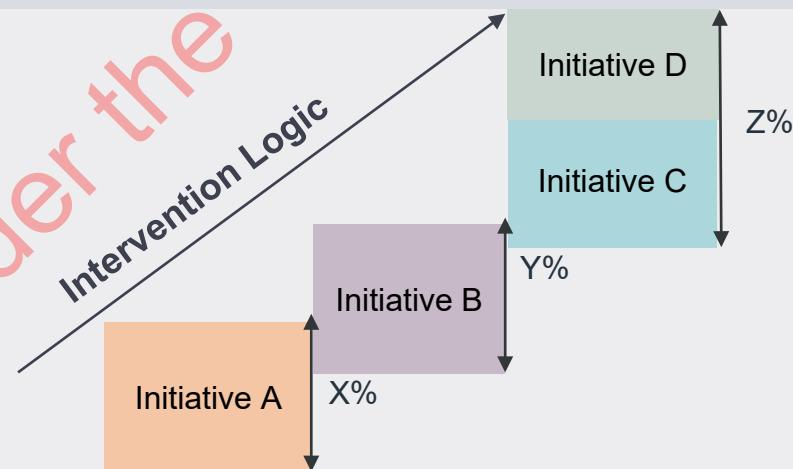 der the
Intervention Logic
Initiative D
Z%
Initiative C
Y%
Initiative B
X%
Initiative A